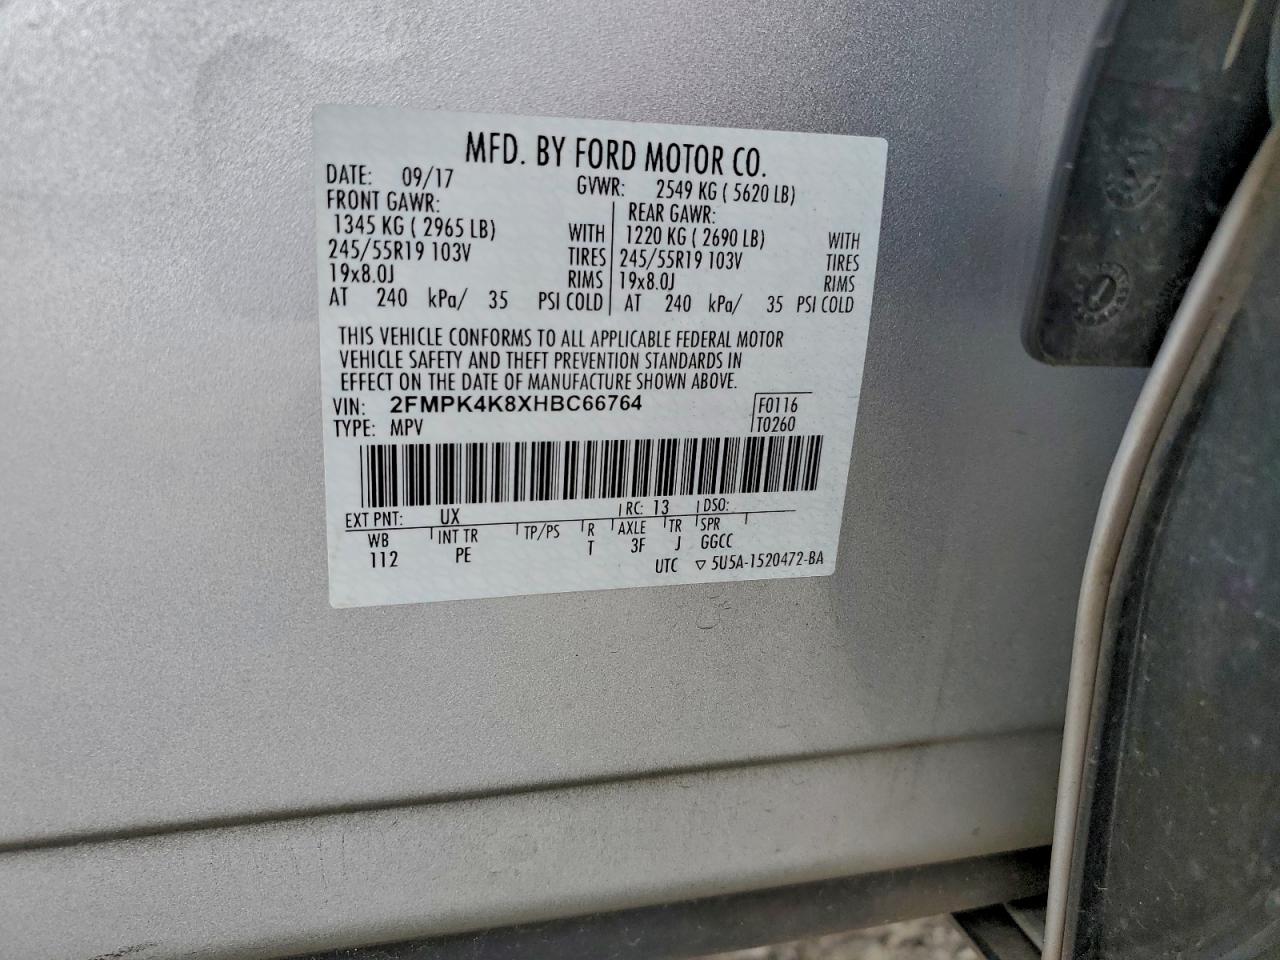 MFD. BY FORD MOTOR CO.
DATE: 09/17 GVWR: 2549 KG ( 5620 LB)
FRONT GAWR: REAR GAWR:
1345 KG ( 2965 LB) WITH 1220 KG ( 2690 LB) WITH
245/55R19 103V TIRES 245/55R19 103V TIRES
19x8.0J RIMS 19x8.0J RIMS
AT 240 kPa/ 35 PSI COLD AT 240 kPa/ 35 PSI COLD
THIS VEHICLE CONFORMS TO ALL APPLICABLE FEDERAL MOTOR
VEHICLE SAFETY AND THEFT PREVENTION STANDARDS IN
EFFECT ON THE DATE OF MANUFACTURE SHOWN ABOVE.
VIN: 2FMPK4K8XHBC66764 F0116
TYPE: MPV T0260
EXT PNT: UX RC: 13 DSO:
WB INT TR TP/PS R AXLE TR SPR
112 PE T 3F J GGCC
UTC ▽ 5U5A-1520472-BA